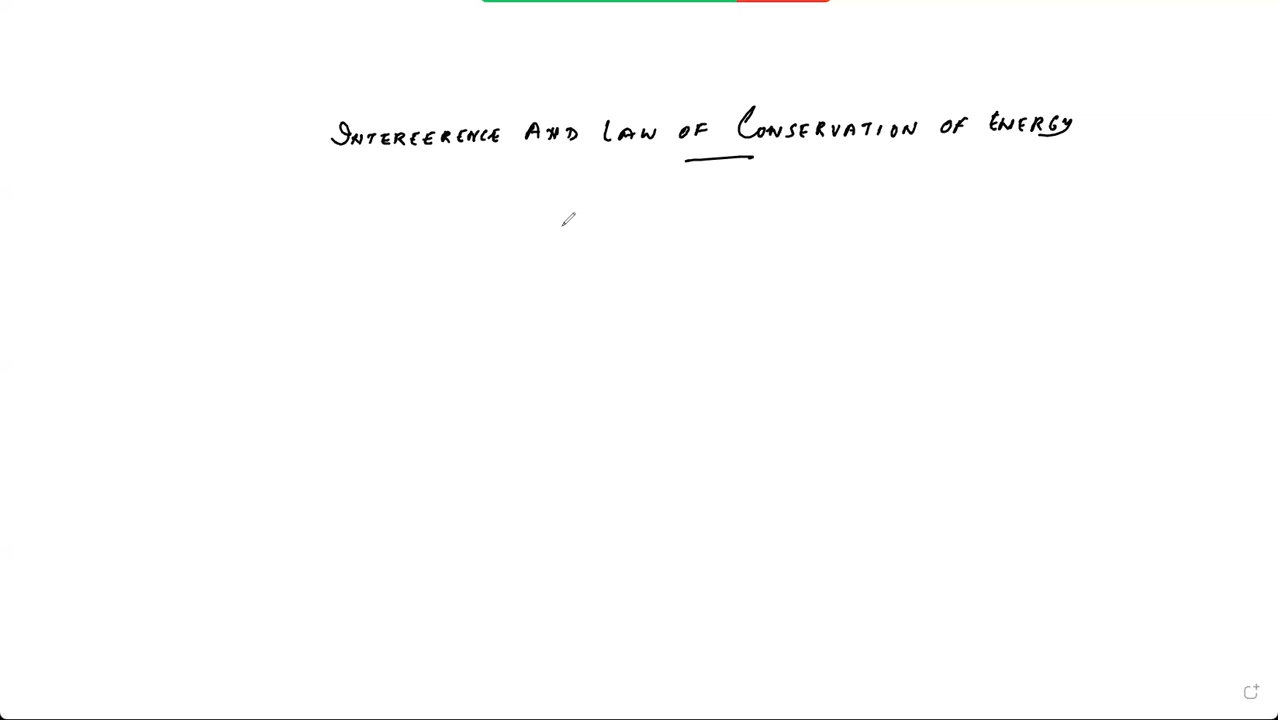 INTERFERENCE AND LAW OF CONSERVATION OF ENERGY